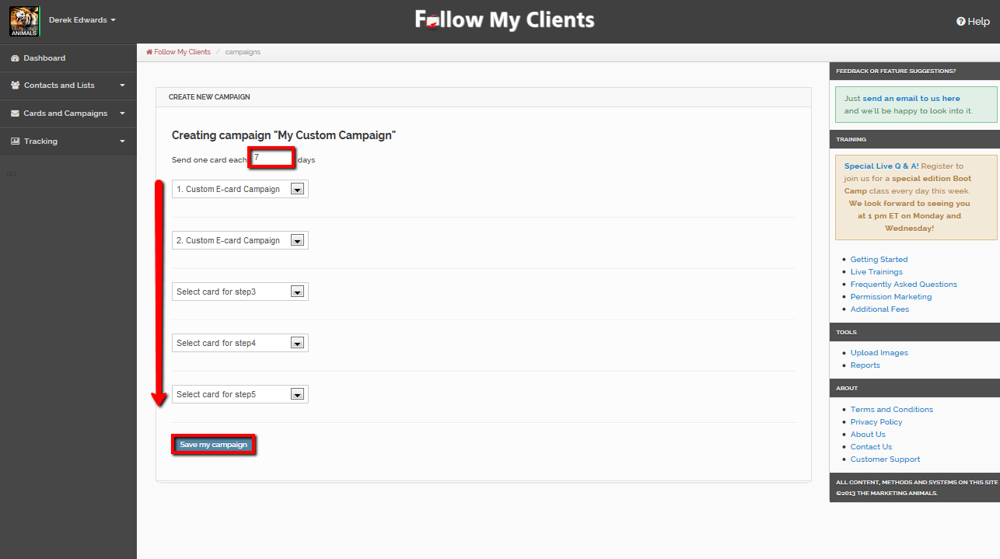 MARKETING
ANIMALS
Derek Edwards
Follow My Clients
Help
Dashboard
Contacts and Lists
Cards and Campaigns
Tracking
Follow My Clients / campaigns
CREATE NEW CAMPAIGN
Creating campaign "My Custom Campaign"
Send one card each 7 days
1. Custom E-card Campaign
2. Custom E-card Campaign
Select card for step3
Select card for step4
Select card for step5
Save my campaign
FEEDBACK OR FEATURE SUGGESTIONS?
Just send an email to us here
and we'll be happy to look into it.
TRAINING
Special Live Q & A! Register to
join us for a special edition Boot
Camp class every day this week.
We look forward to seeing you
at 1 pm ET on Monday and
Wednesday!
Getting Started
Live Trainings
Frequently Asked Questions
Permission Marketing
Additional Fees
TOOLS
Upload Images
Reports
ABOUT
Terms and Conditions
Privacy Policy
About Us
Contact Us
Customer Support
ALL CONTENT, METHODS AND SYSTEMS ON THIS SITE
©2013 THE MARKETING ANIMALS.